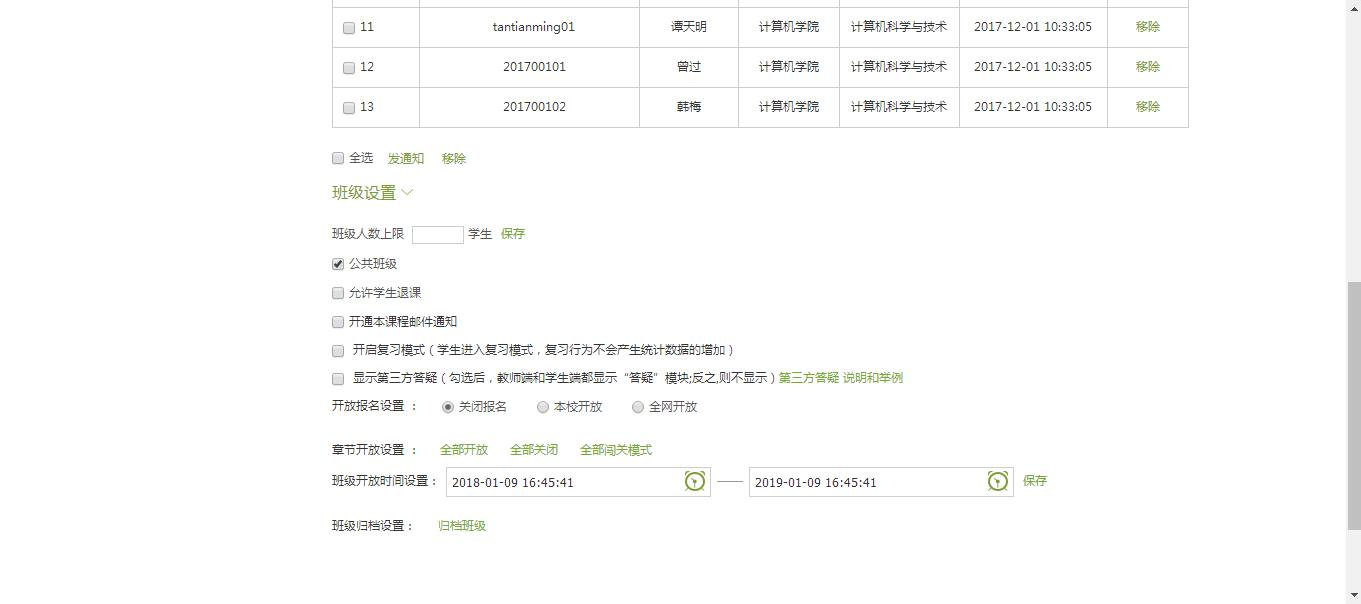 11 tantianming01 谭天明 计算机学院 计算机科学与技术 2017-12-01 10:33:05 移除
12 201700101 曾过 计算机学院 计算机科学与技术 2017-12-01 10:33:05 移除
13 201700102 韩梅 计算机学院 计算机科学与技术 2017-12-01 10:33:05 移除
全选 发通知 移除
班级设置
班级人数上限 学生 保存
公共班级
允许学生退课
开通本课程邮件通知
开启复习模式（学生进入复习模式，复习行为不会产生统计数据的增加）
显示第三方答疑（勾选后，教师端和学生端都显示“答疑”模块;反之,则不显示）第三方答疑 说明和举例
开放报名设置 ： 关闭报名 本校开放 全网开放
章节开放设置 ： 全部开放 全部关闭 全部闯关模式
班级开放时间设置： 2018-01-09 16:45:41 —— 2019-01-09 16:45:41 保存
班级归档设置： 归档班级